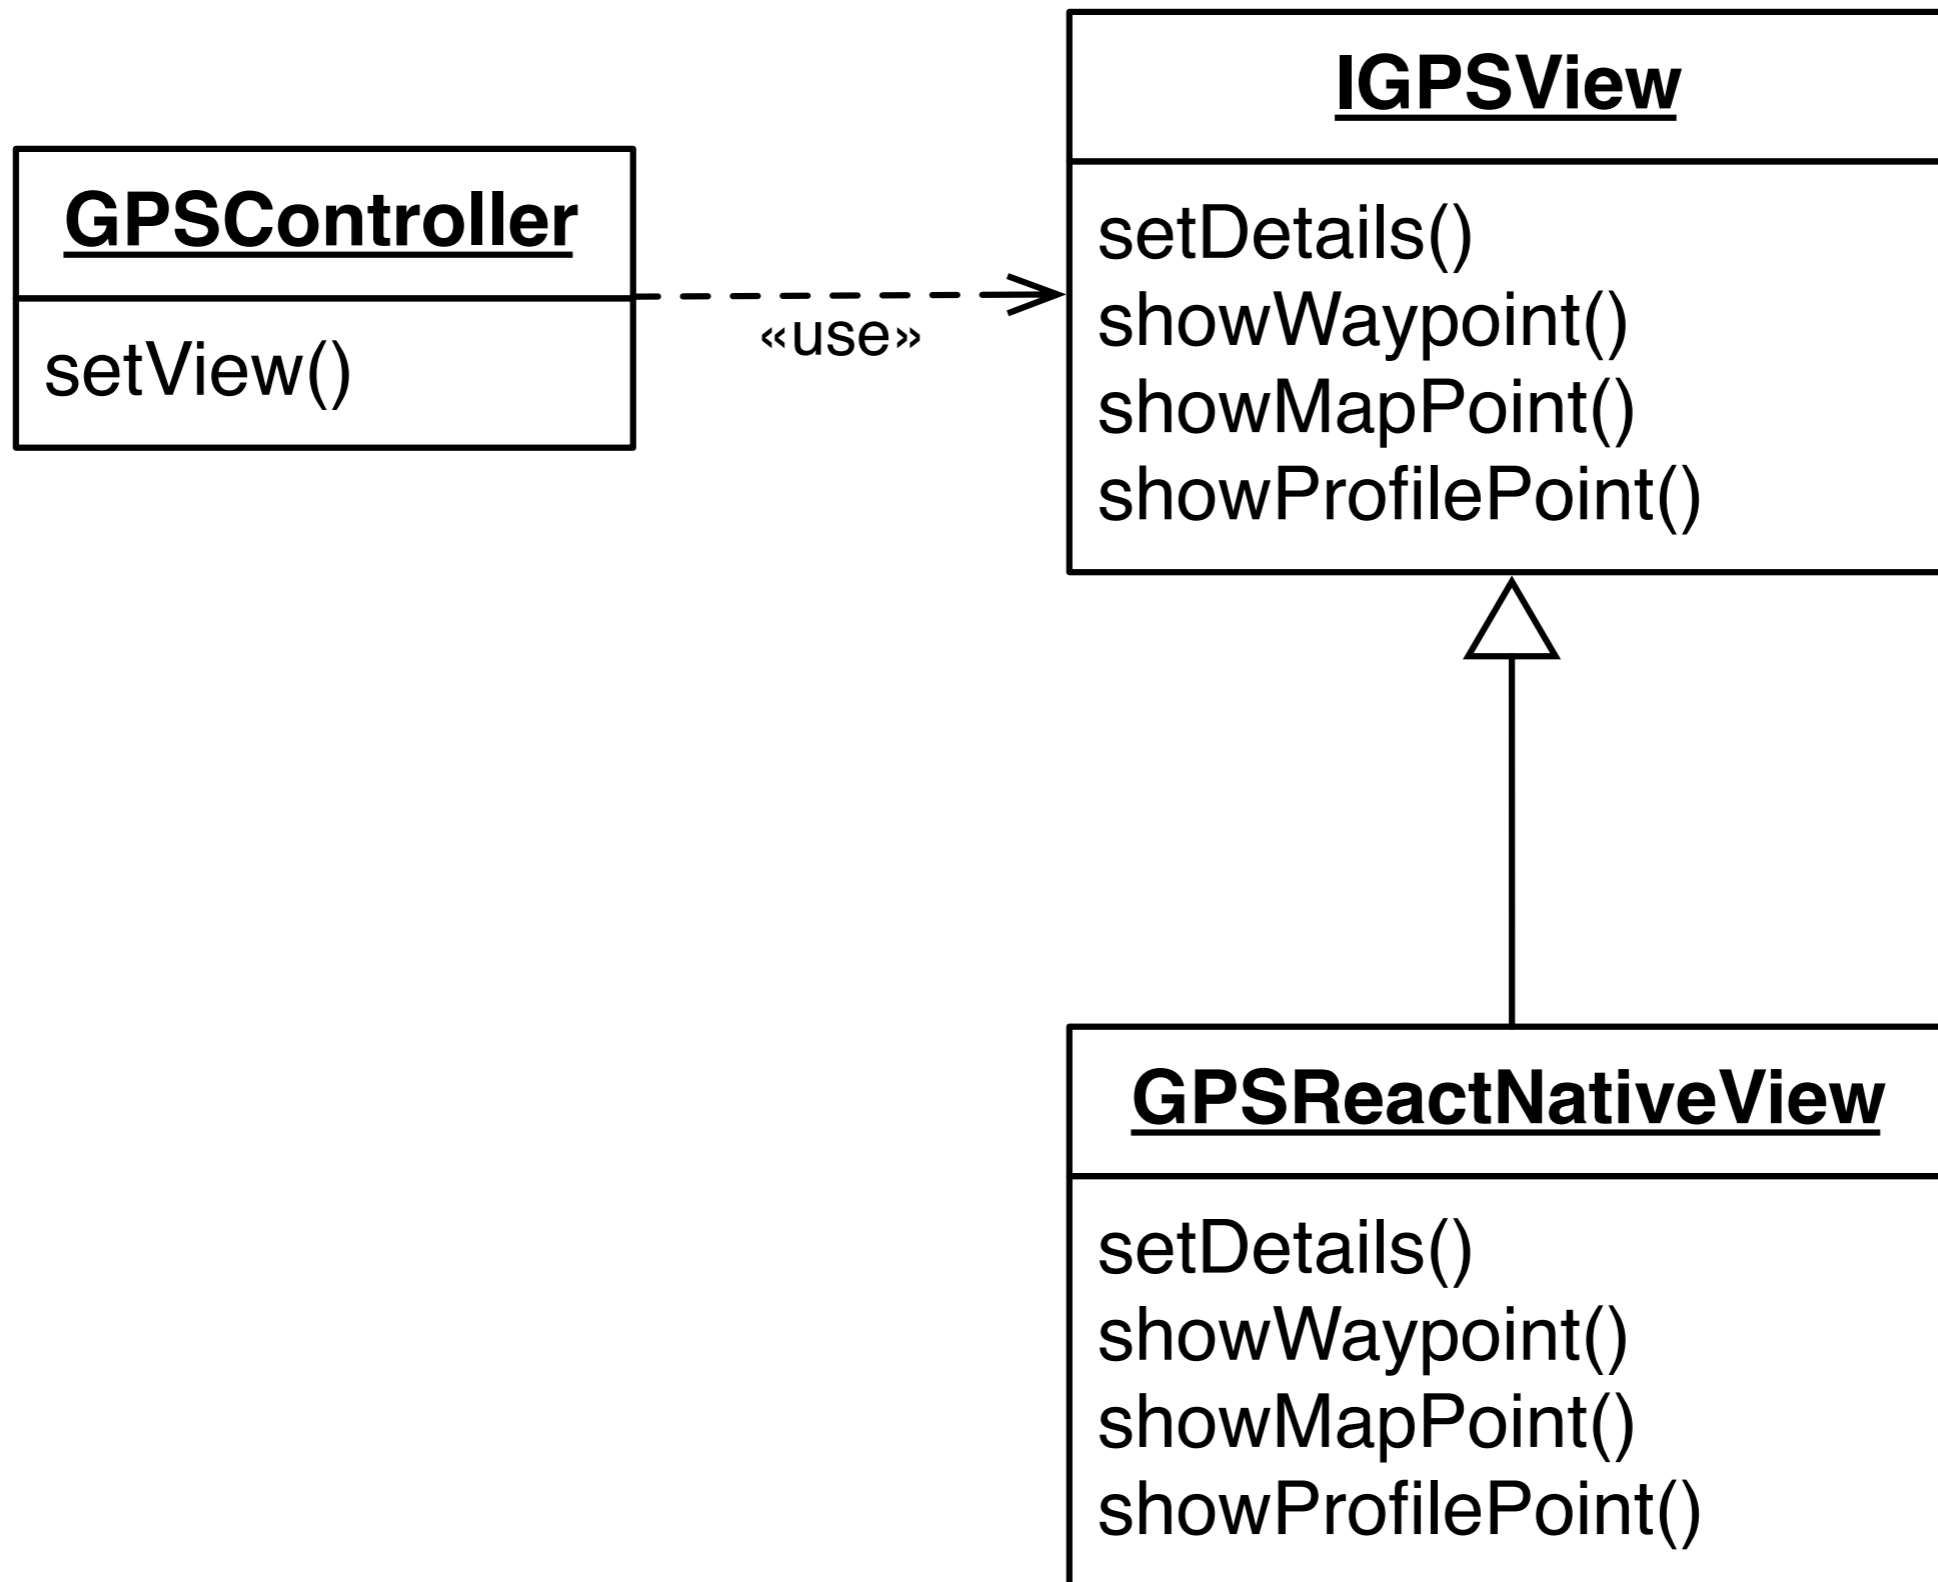 GPSController
setView()
«use»
IGPSView
setDetails()
showWaypoint()
showMapPoint()
showProfilePoint()
GPSReactNativeView
setDetails()
showWaypoint()
showMapPoint()
showProfilePoint()